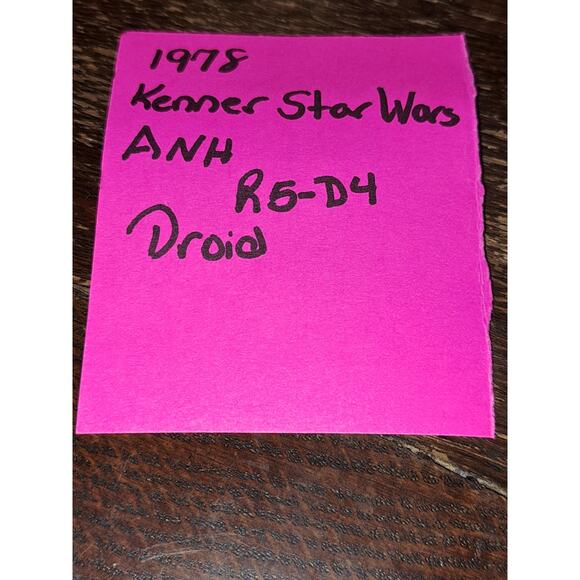 1978
Kenner Star Wars
ANH
R5-D4
Droid